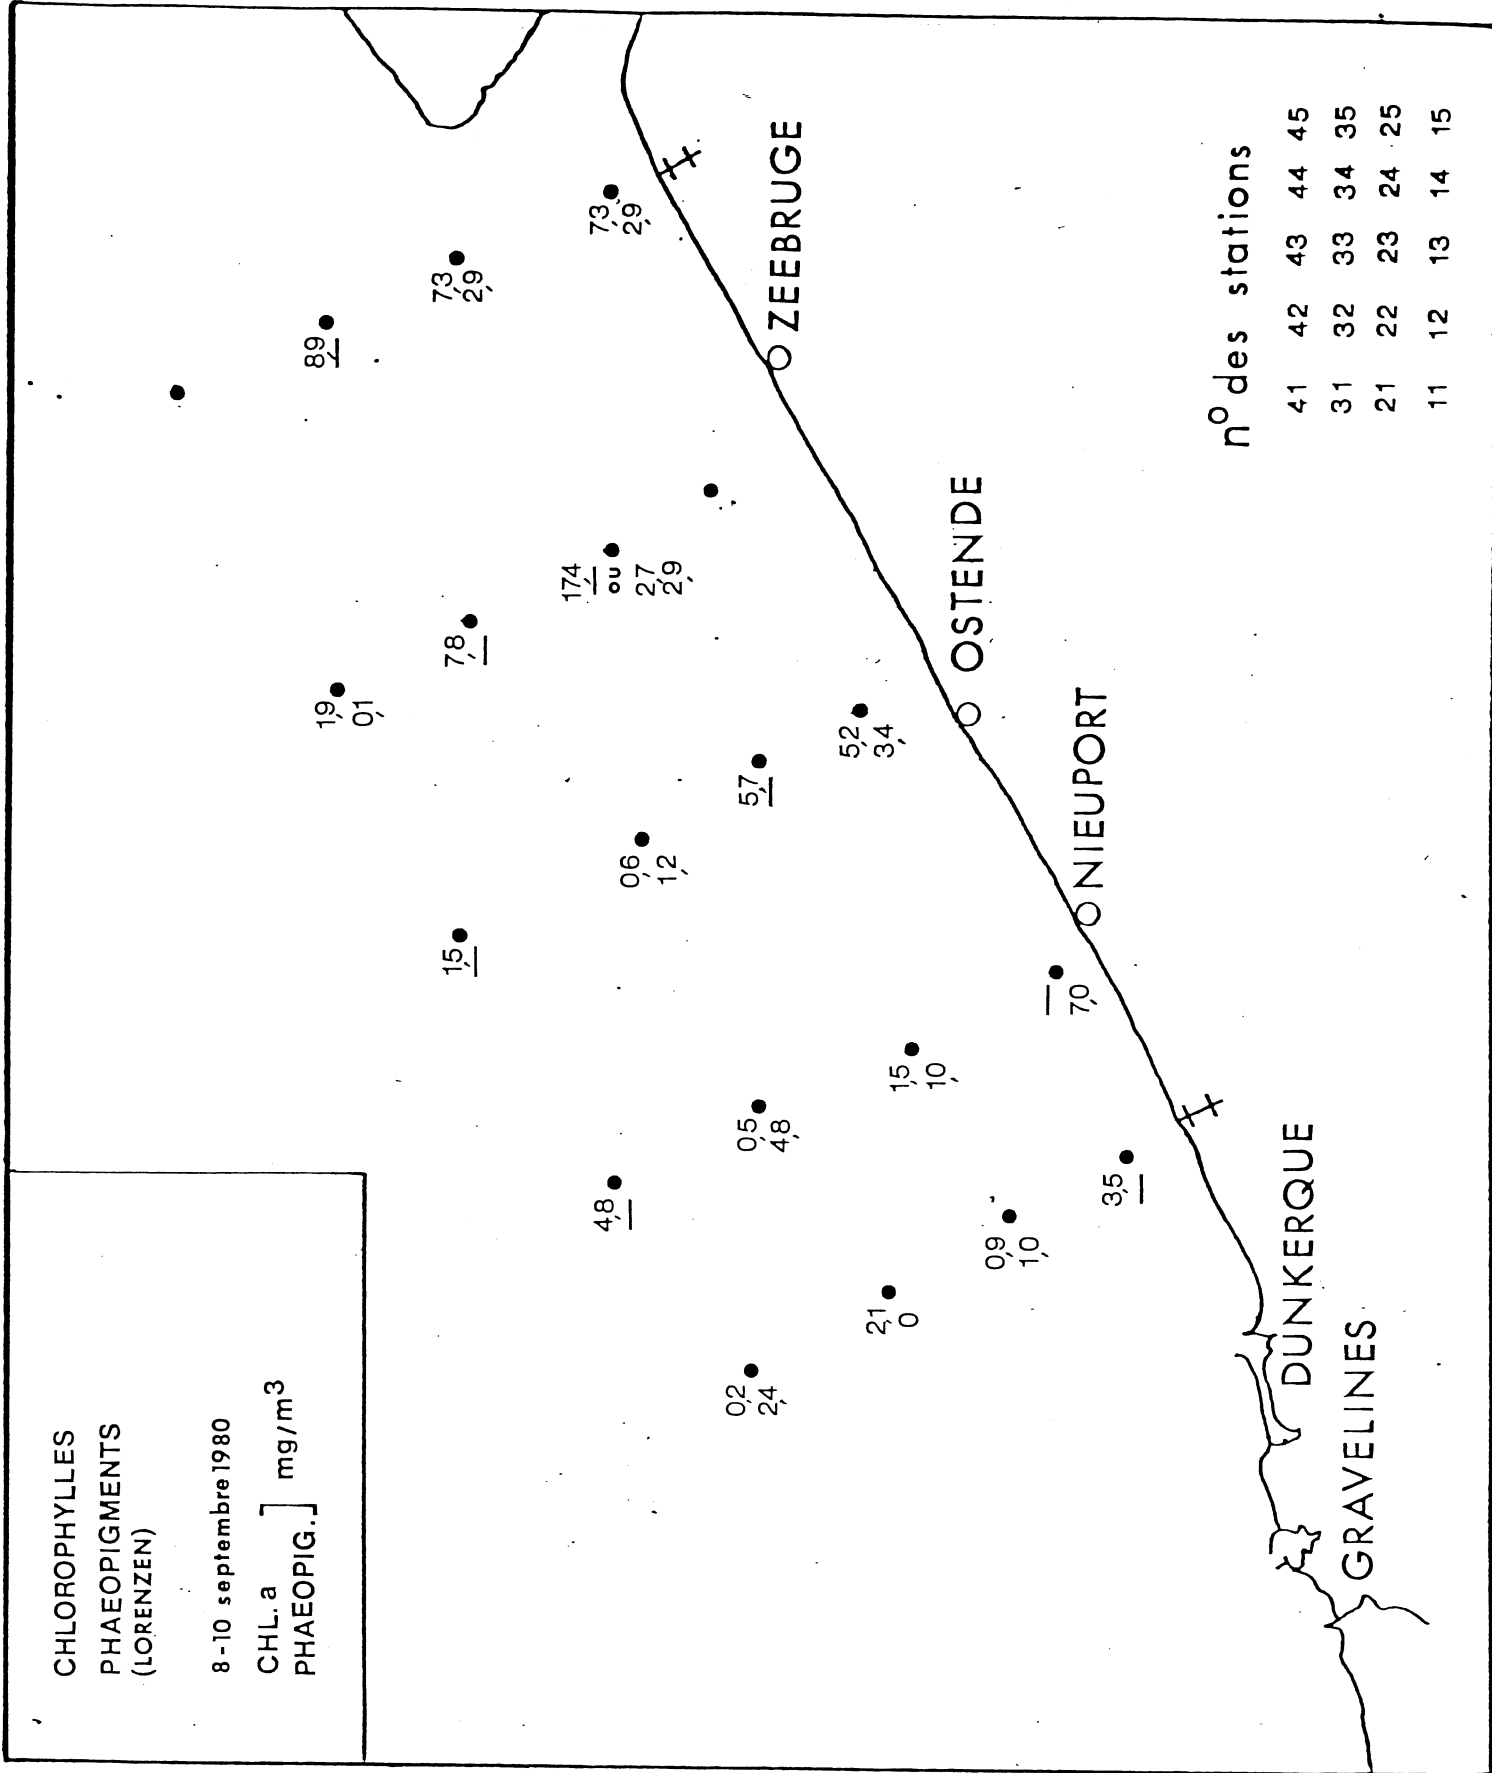 CHLOROPHYLLES
PHAEOPIGMENTS
(LORENZEN)
8-10 septembre 1980
CHL. a
PHAEOPIG. ] mg/m³
8,9
—
1,9
0,1
7,3
2,9
7,8
—
1,5
—
17,4
—
ou
2,7
2,9
7,3
2,9
4,8
—
0,6
1,2
0,2
2,4
0,5
4,8
5,7
—
5,2
3,4
2,1
0
1,5
1,0
0,9
1,0
—
7,0
3,5
—
ZEEBRUGE
OSTENDE
NIEUPORT
DUNKERQUE
GRAVELINES
n° des stations
41 42 43 44 45
31 32 33 34 35
21 22 23 24 25
11 12 13 14 15